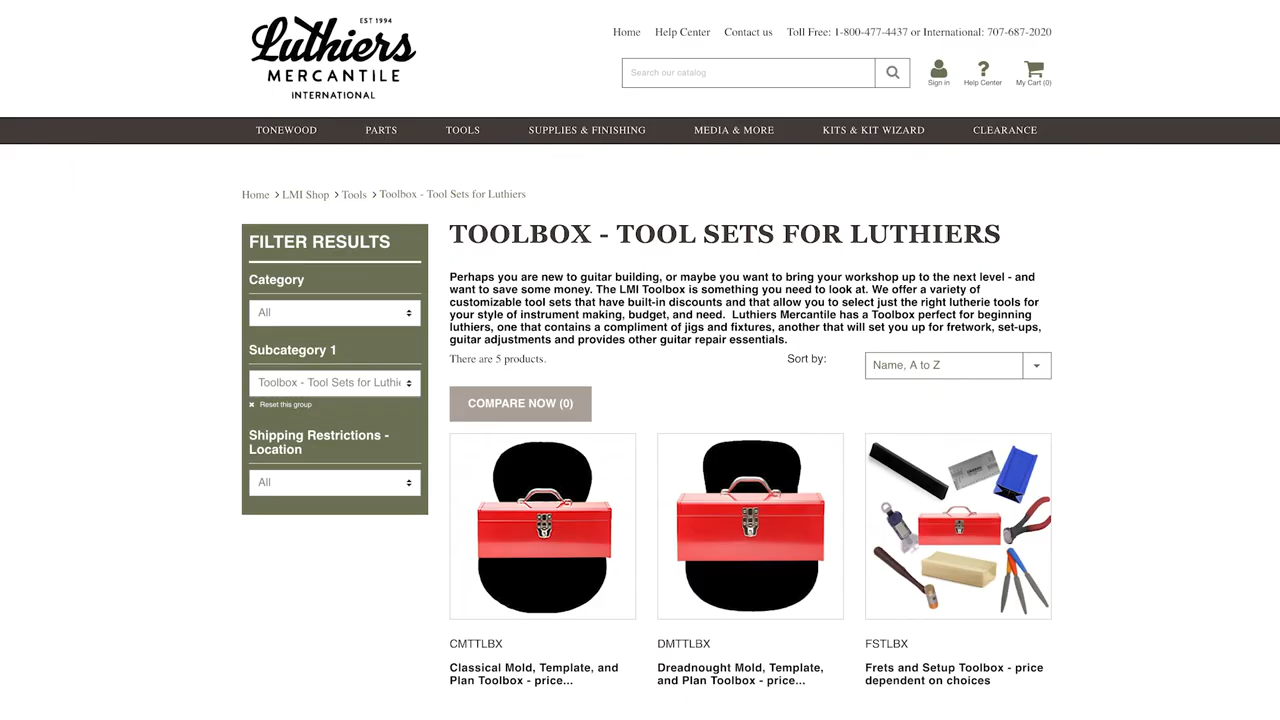 EST 1994
Luthiers
MERCANTILE
INTERNATIONAL
Home Help Center Contact us Toll Free: 1-800-477-4437 or International: 707-687-2020
Search our catalog
Sign in Help Center My Cart (0)
TONEWOOD PARTS TOOLS SUPPLIES & FINISHING MEDIA & MORE KITS & KIT WIZARD CLEARANCE
Home > LMI Shop > Tools > Toolbox - Tool Sets for Luthiers
FILTER RESULTS
Category
All
Subcategory 1
Toolbox - Tool Sets for Luthi
Reset this group
Shipping Restrictions -
Location
All
TOOLBOX - TOOL SETS FOR LUTHIERS
Perhaps you are new to guitar building, or maybe you want to bring your workshop up to the next level - and
want to save some money. The LMI Toolbox is something you need to look at. We offer a variety of
customizable tool sets that have built-in discounts and that allow you to select just the right lutherie tools for
your style of instrument making, budget, and need. Luthiers Mercantile has a Toolbox perfect for beginning
luthiers, one that contains a compliment of jigs and fixtures, another that will set you up for fretwork, set-ups,
guitar adjustments and provides other guitar repair essentials.
There are 5 products. Sort by: Name, A to Z
COMPARE NOW (0)
CMTTLBX
Classical Mold, Template, and
Plan Toolbox - price...
DMTTLBX
Dreadnought Mold, Template,
and Plan Toolbox - price...
FSTLBX
Frets and Setup Toolbox - price
dependent on choices